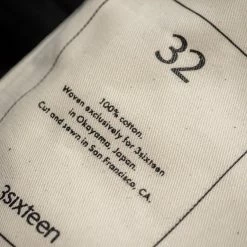 32
100% cotton.
Woven exclusively for 3sixteen
in Okayama, Japan.
Cut and sewn in San Francisco, CA.
3sixteen